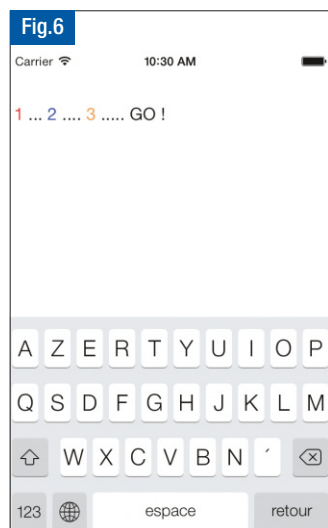 Fig.6
Carrier 10:30 AM
1 ... 2 .... 3 ..... GO !
A Z E R T Y U I O P
Q S D F G H J K L M
W X C V B N ´
123 espace retour